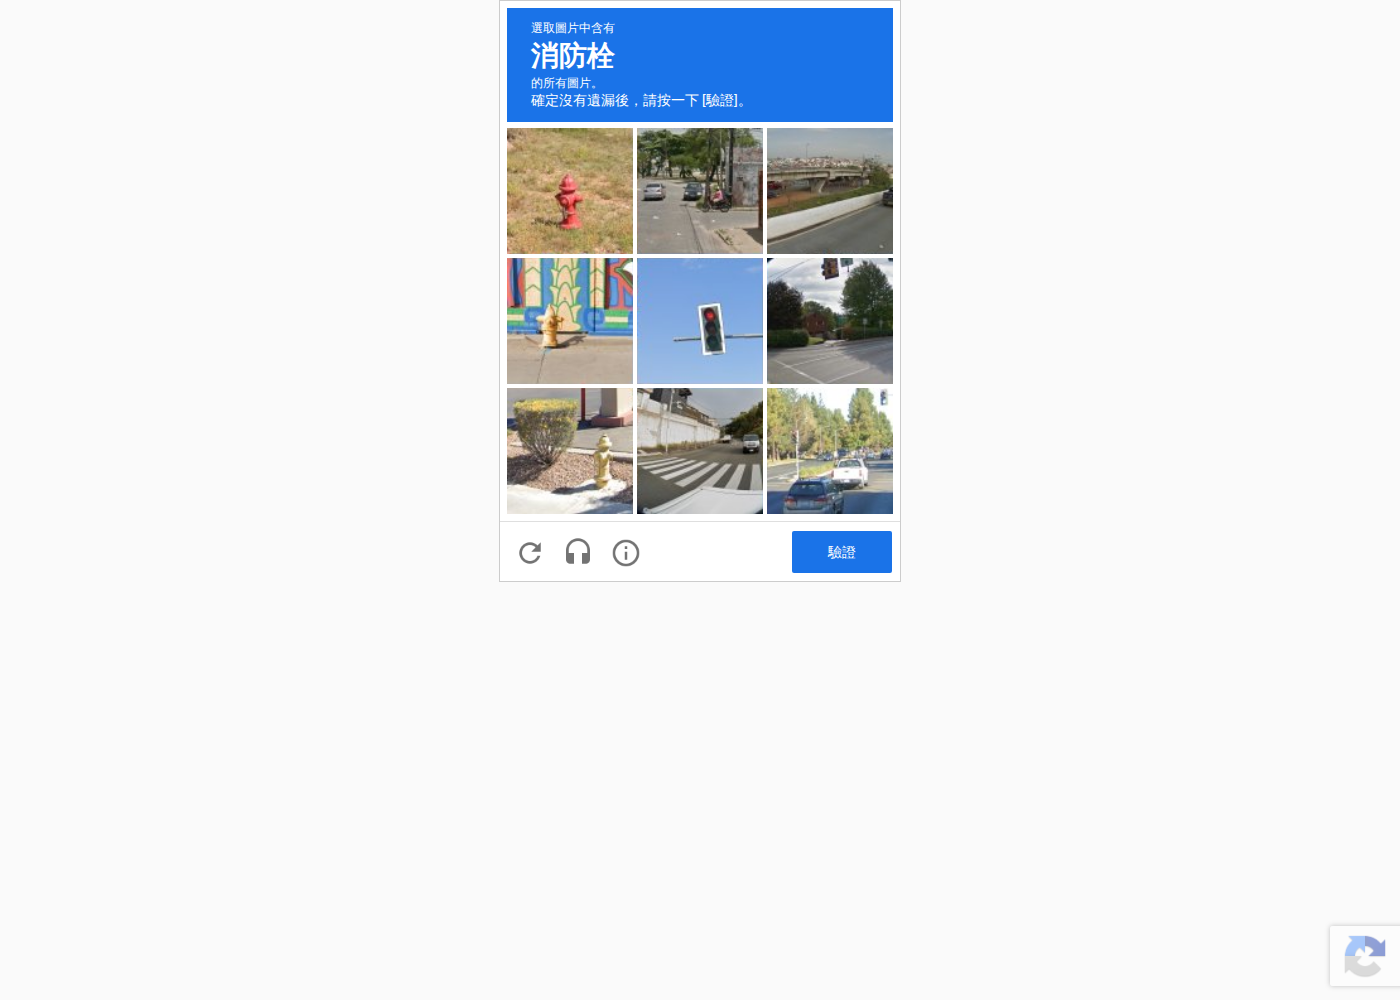 選取圖片中含有
消防栓
的所有圖片。
確定沒有遺漏後，請按一下 [驗證]。
驗證